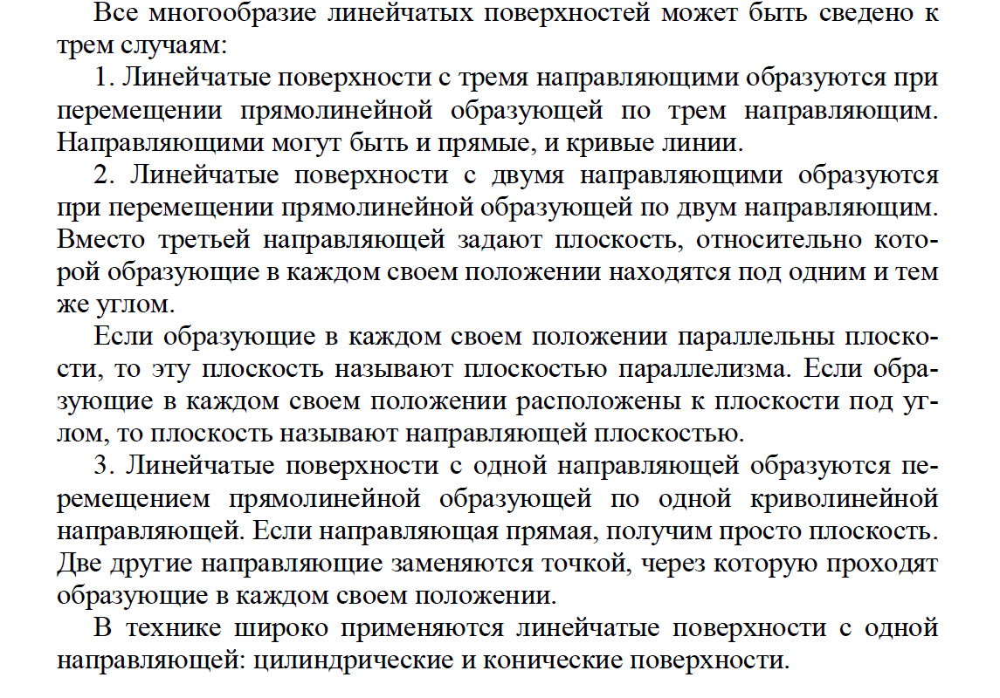 Все многообразие линейчатых поверхностей может быть сведено к
трем случаям:
1. Линейчатые поверхности с тремя направляющими образуются при
перемещении прямолинейной образующей по трем направляющим.
Направляющими могут быть и прямые, и кривые линии.
2. Линейчатые поверхности с двумя направляющими образуются
при перемещении прямолинейной образующей по двум направляющим.
Вместо третьей направляющей задают плоскость, относительно кото-
рой образующие в каждом своем положении находятся под одним и тем
же углом.
Если образующие в каждом своем положении параллельны плоско-
сти, то эту плоскость называют плоскостью параллелизма. Если обра-
зующие в каждом своем положении расположены к плоскости под уг-
лом, то плоскость называют направляющей плоскостью.
3. Линейчатые поверхности с одной направляющей образуются пе-
ремещением прямолинейной образующей по одной криволинейной
направляющей. Если направляющая прямая, получим просто плоскость.
Две другие направляющие заменяются точкой, через которую проходят
образующие в каждом своем положении.
В технике широко применяются линейчатые поверхности с одной
направляющей: цилиндрические и конические поверхности.